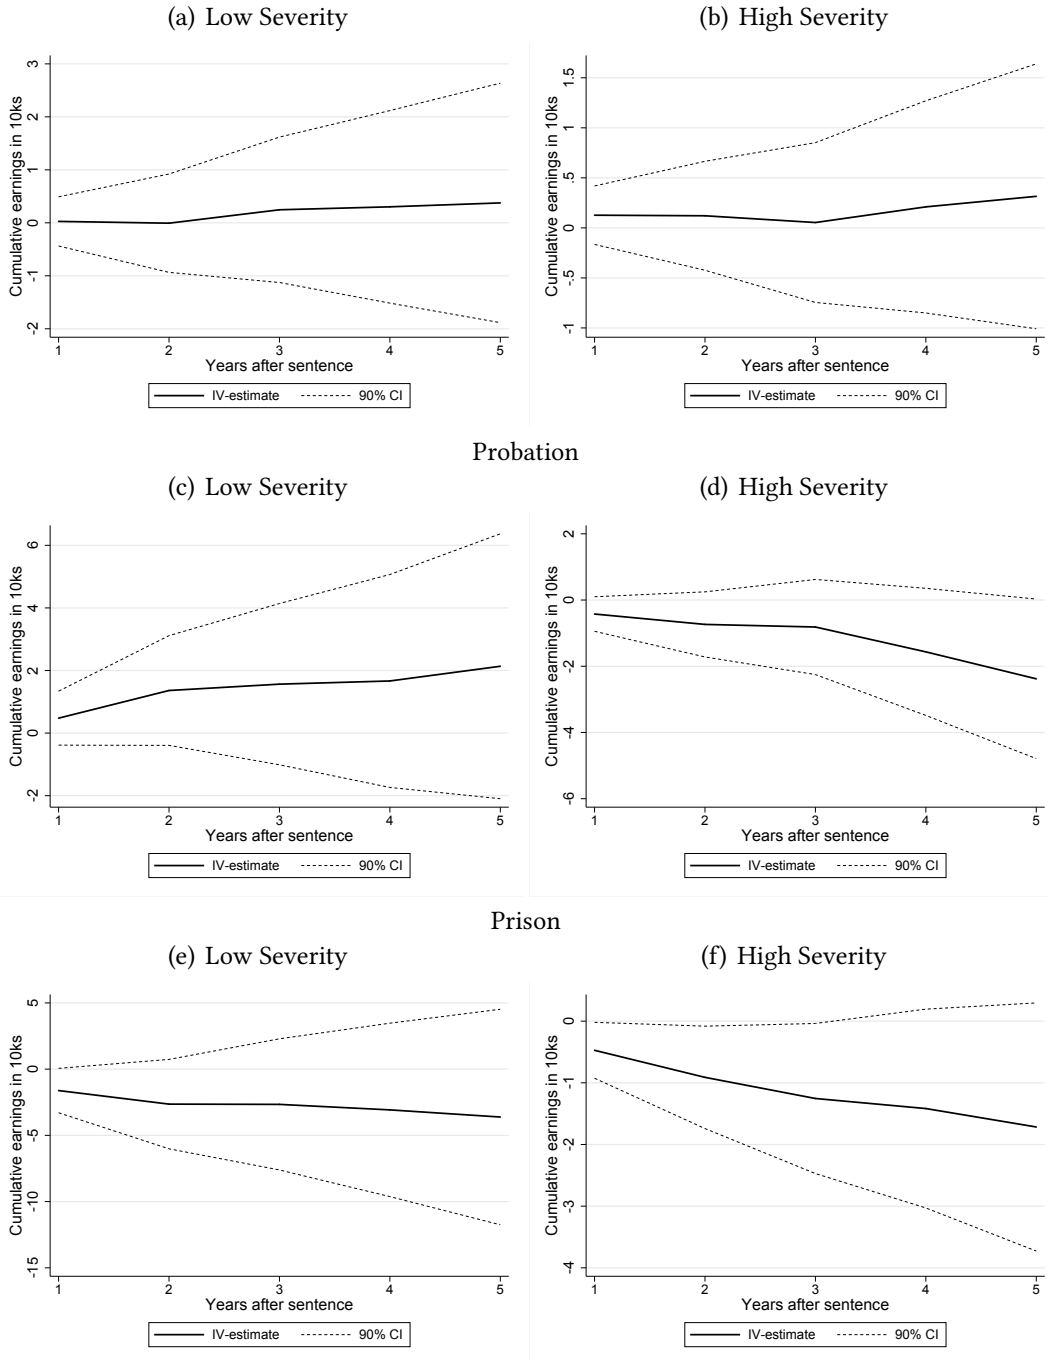 (a) Low Severity
(b) High Severity
Cumulative earnings in 10ks
3
2
1
0
-1
-2
1 2 3 4 5
Years after sentence
IV-estimate 90% CI
Cumulative earnings in 10ks
1.5
1
.5
0
-.5
-1
1 2 3 4 5
Years after sentence
IV-estimate 90% CI
Probation
(c) Low Severity
(d) High Severity
Cumulative earnings in 10ks
6
4
2
0
-2
1 2 3 4 5
Years after sentence
IV-estimate 90% CI
Cumulative earnings in 10ks
2
0
-2
-4
-6
1 2 3 4 5
Years after sentence
IV-estimate 90% CI
Prison
(e) Low Severity
(f) High Severity
Cumulative earnings in 10ks
5
0
-5
-10
-15
1 2 3 4 5
Years after sentence
IV-estimate 90% CI
Cumulative earnings in 10ks
0
-1
-2
-3
-4
1 2 3 4 5
Years after sentence
IV-estimate 90% CI